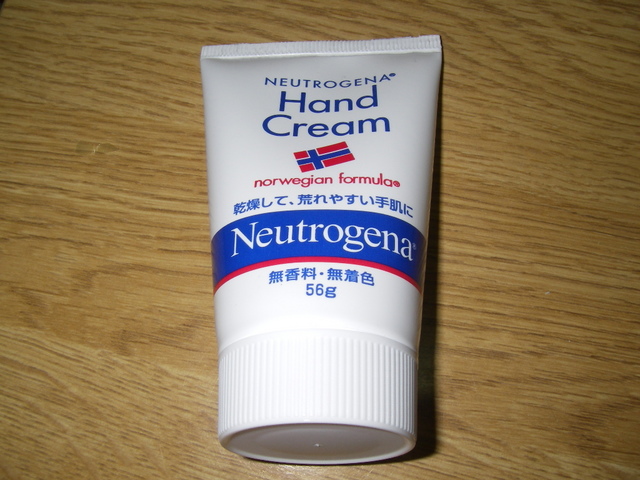 NEUTROGENA®
Hand
Cream
norwegian formula®
乾燥して、荒れやすい手肌に
Neutrogena®
無香料・無着色
56g